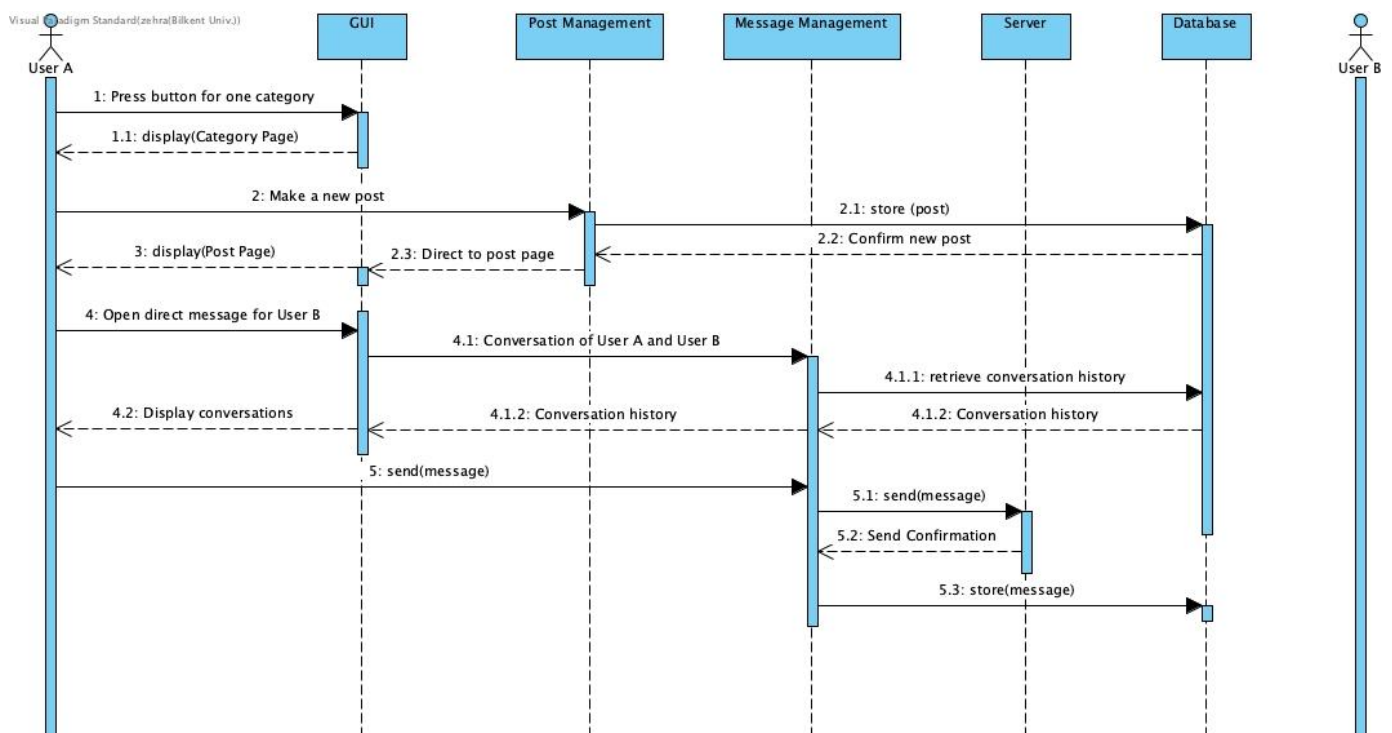 Visual Paradigm Standard(zehra(Bilkent Univ.))
User A
GUI
Post Management
Message Management
Server
Database
User B
1: Press button for one category
1.1: display(Category Page)
2: Make a new post
2.1: store (post)
2.2: Confirm new post
2.3: Direct to post page
3: display(Post Page)
4: Open direct message for User B
4.1: Conversation of User A and User B
4.1.1: retrieve conversation history
4.1.2: Conversation history
4.1.2: Conversation history
4.2: Display conversations
5: send(message)
5.1: send(message)
5.2: Send Confirmation
5.3: store(message)